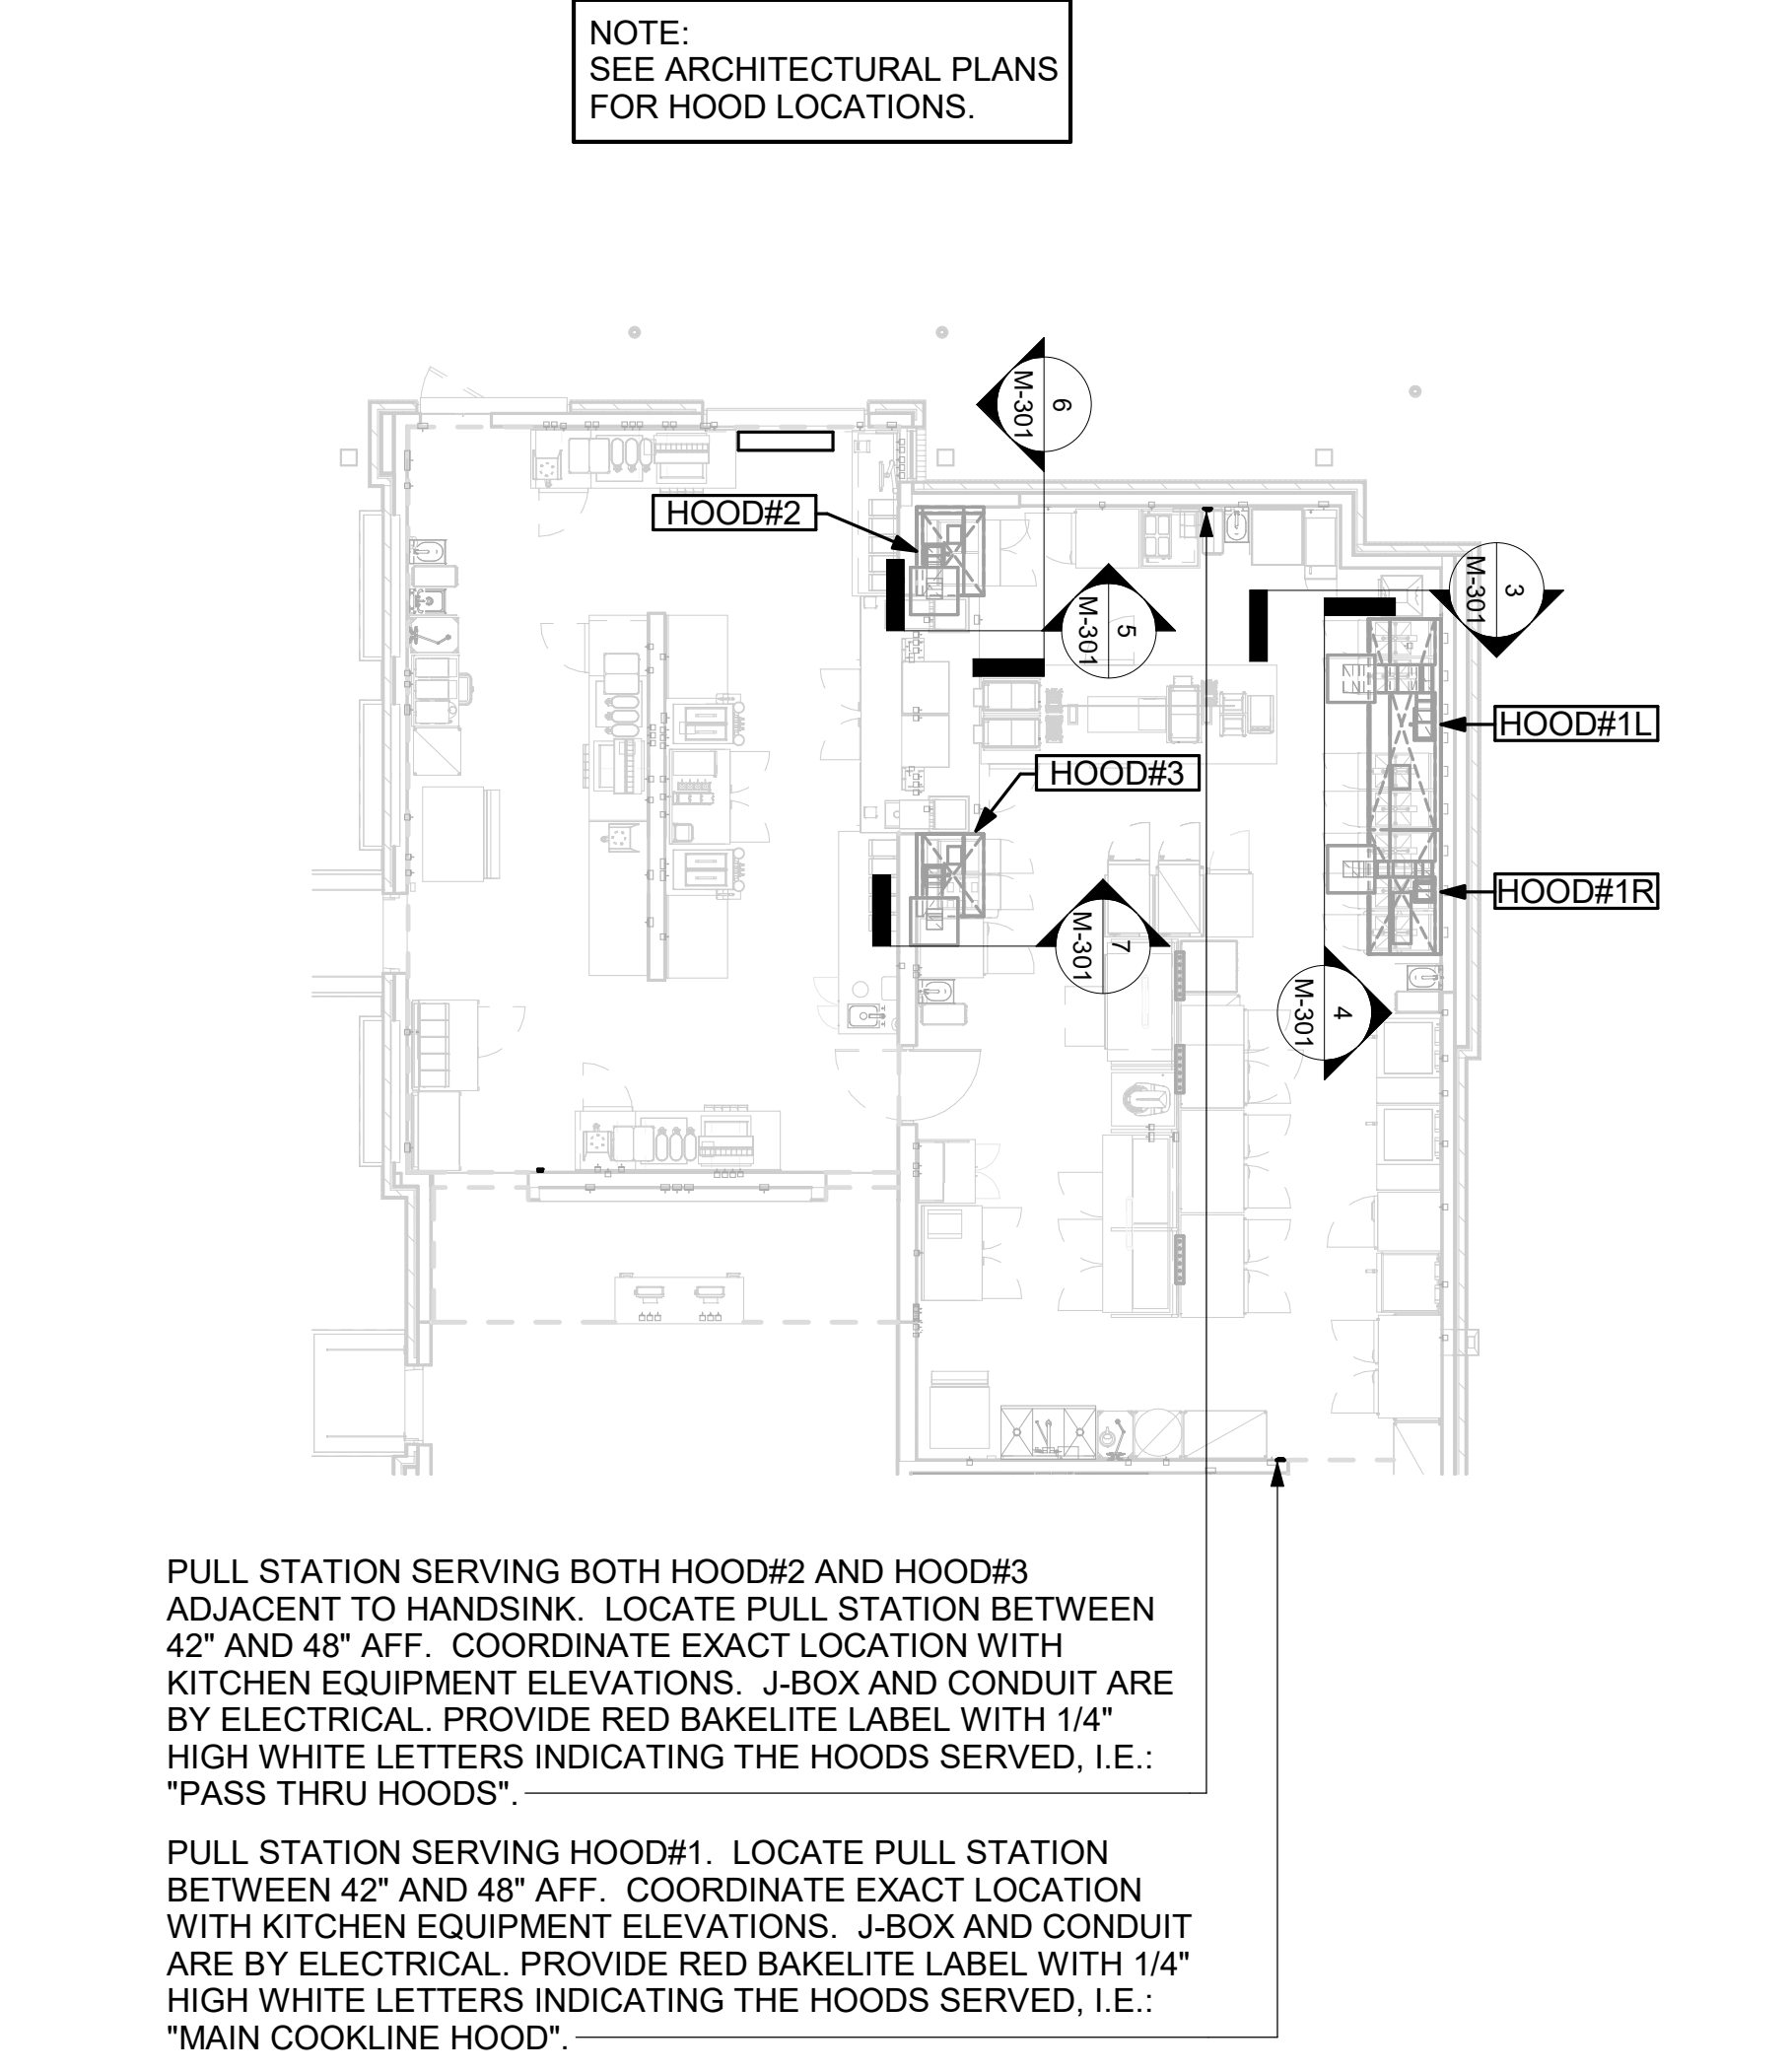 NOTE:
SEE ARCHITECTURAL PLANS
FOR HOOD LOCATIONS.
6
M-301
HOOD#2
3
M-301
5
M-301
HOOD#1L
HOOD#3
HOOD#1R
7
M-301
4
M-301
PULL STATION SERVING BOTH HOOD#2 AND HOOD#3
ADJACENT TO HANDSINK.  LOCATE PULL STATION BETWEEN
42" AND 48" AFF.  COORDINATE EXACT LOCATION WITH
KITCHEN EQUIPMENT ELEVATIONS.  J-BOX AND CONDUIT ARE
BY ELECTRICAL. PROVIDE RED BAKELITE LABEL WITH 1/4"
HIGH WHITE LETTERS INDICATING THE HOODS SERVED, I.E.:
"PASS THRU HOODS".
PULL STATION SERVING HOOD#1.  LOCATE PULL STATION
BETWEEN 42" AND 48" AFF.  COORDINATE EXACT LOCATION
WITH KITCHEN EQUIPMENT ELEVATIONS.  J-BOX AND CONDUIT
ARE BY ELECTRICAL. PROVIDE RED BAKELITE LABEL WITH 1/4"
HIGH WHITE LETTERS INDICATING THE HOODS SERVED, I.E.:
"MAIN COOKLINE HOOD".